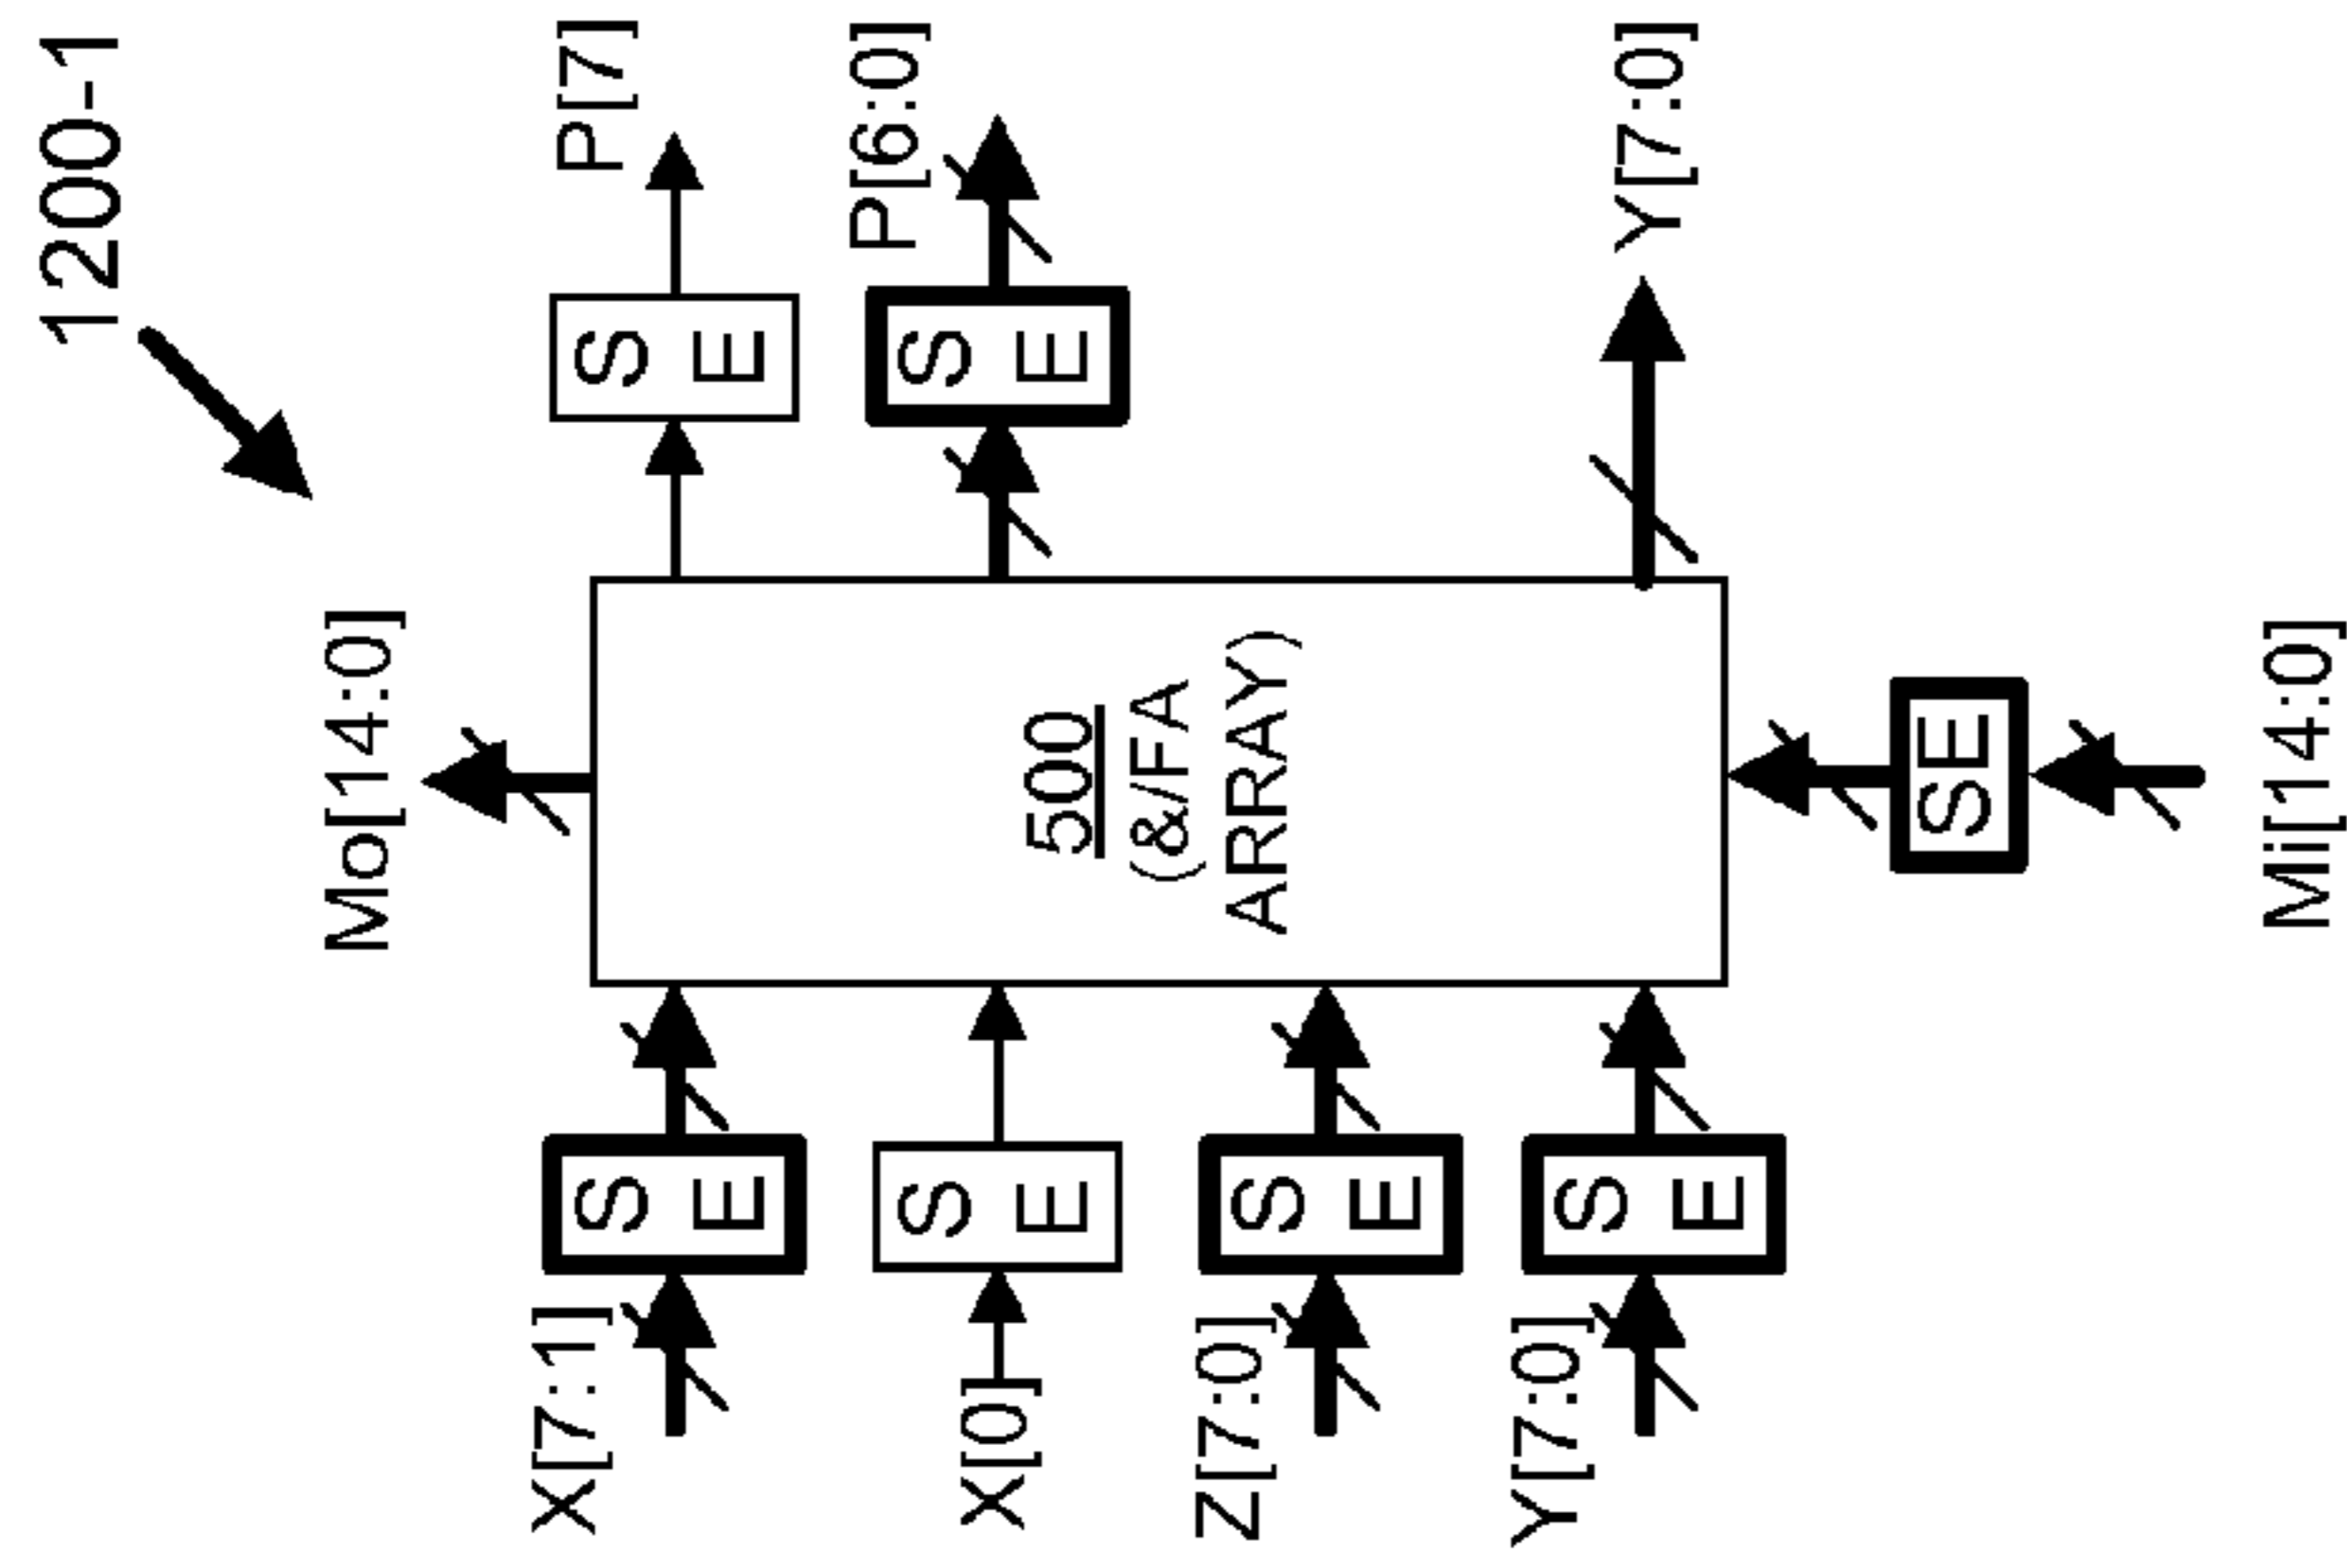 1200-1
Mo[14:0]
X[7:1]
S
E
S
E
P[7]
X[0]
S
E
S
E
P[6:0]
500
(&/FA
ARRAY)
Z[7:0]
S
E
Y[7:0]
S
E
Y[7:0]
SE
Mi[14:0]